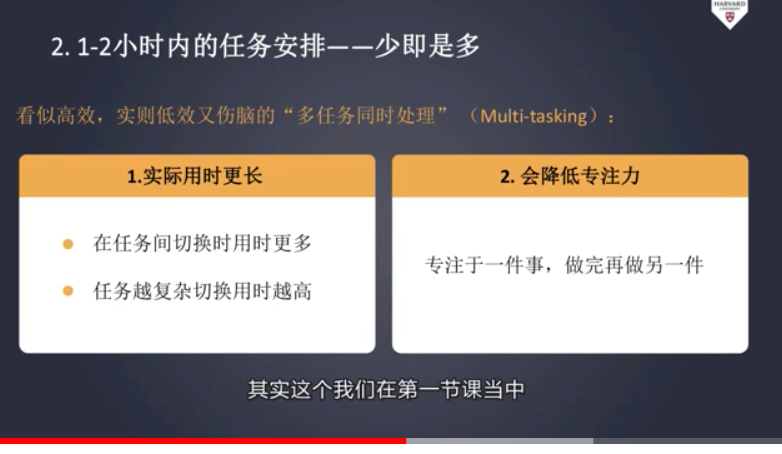 HARVARD
UNIVERSITY
2. 1-2小时内的任务安排——少即是多
看似高效，实则低效又伤脑的“多任务同时处理”（Multi-tasking）：
1.实际用时更长
在任务间切换时用时更多
任务越复杂切换用时越高
2. 会降低专注力
专注于一件事，做完再做另一件
其实这个我们在第一节课当中